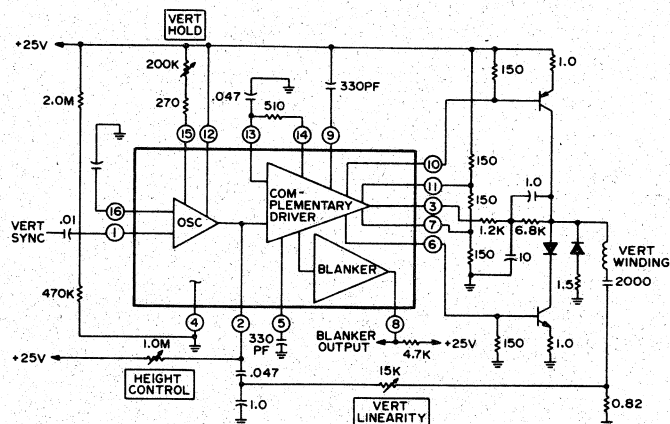 VERT
HOLD
+25V
200K
2.0M
270
.047
510
330PF
150
1.0
15
12
13
14
9
10
150
11
COM-
PLEMENTARY
DRIVER
150
1.0
3
16
OSC
1.2K
6.8K
7
.01
VERT
SYNC
1
6
150
10
VERT
WINDING
BLANKER
1.5
2000
470K
4
2
5
8
330
PF
BLANKER
OUTPUT
4.7K
+25V
150
1.0
+25V
1.0M
HEIGHT
CONTROL
.047
15K
1.0
VERT
LINEARITY
0.82